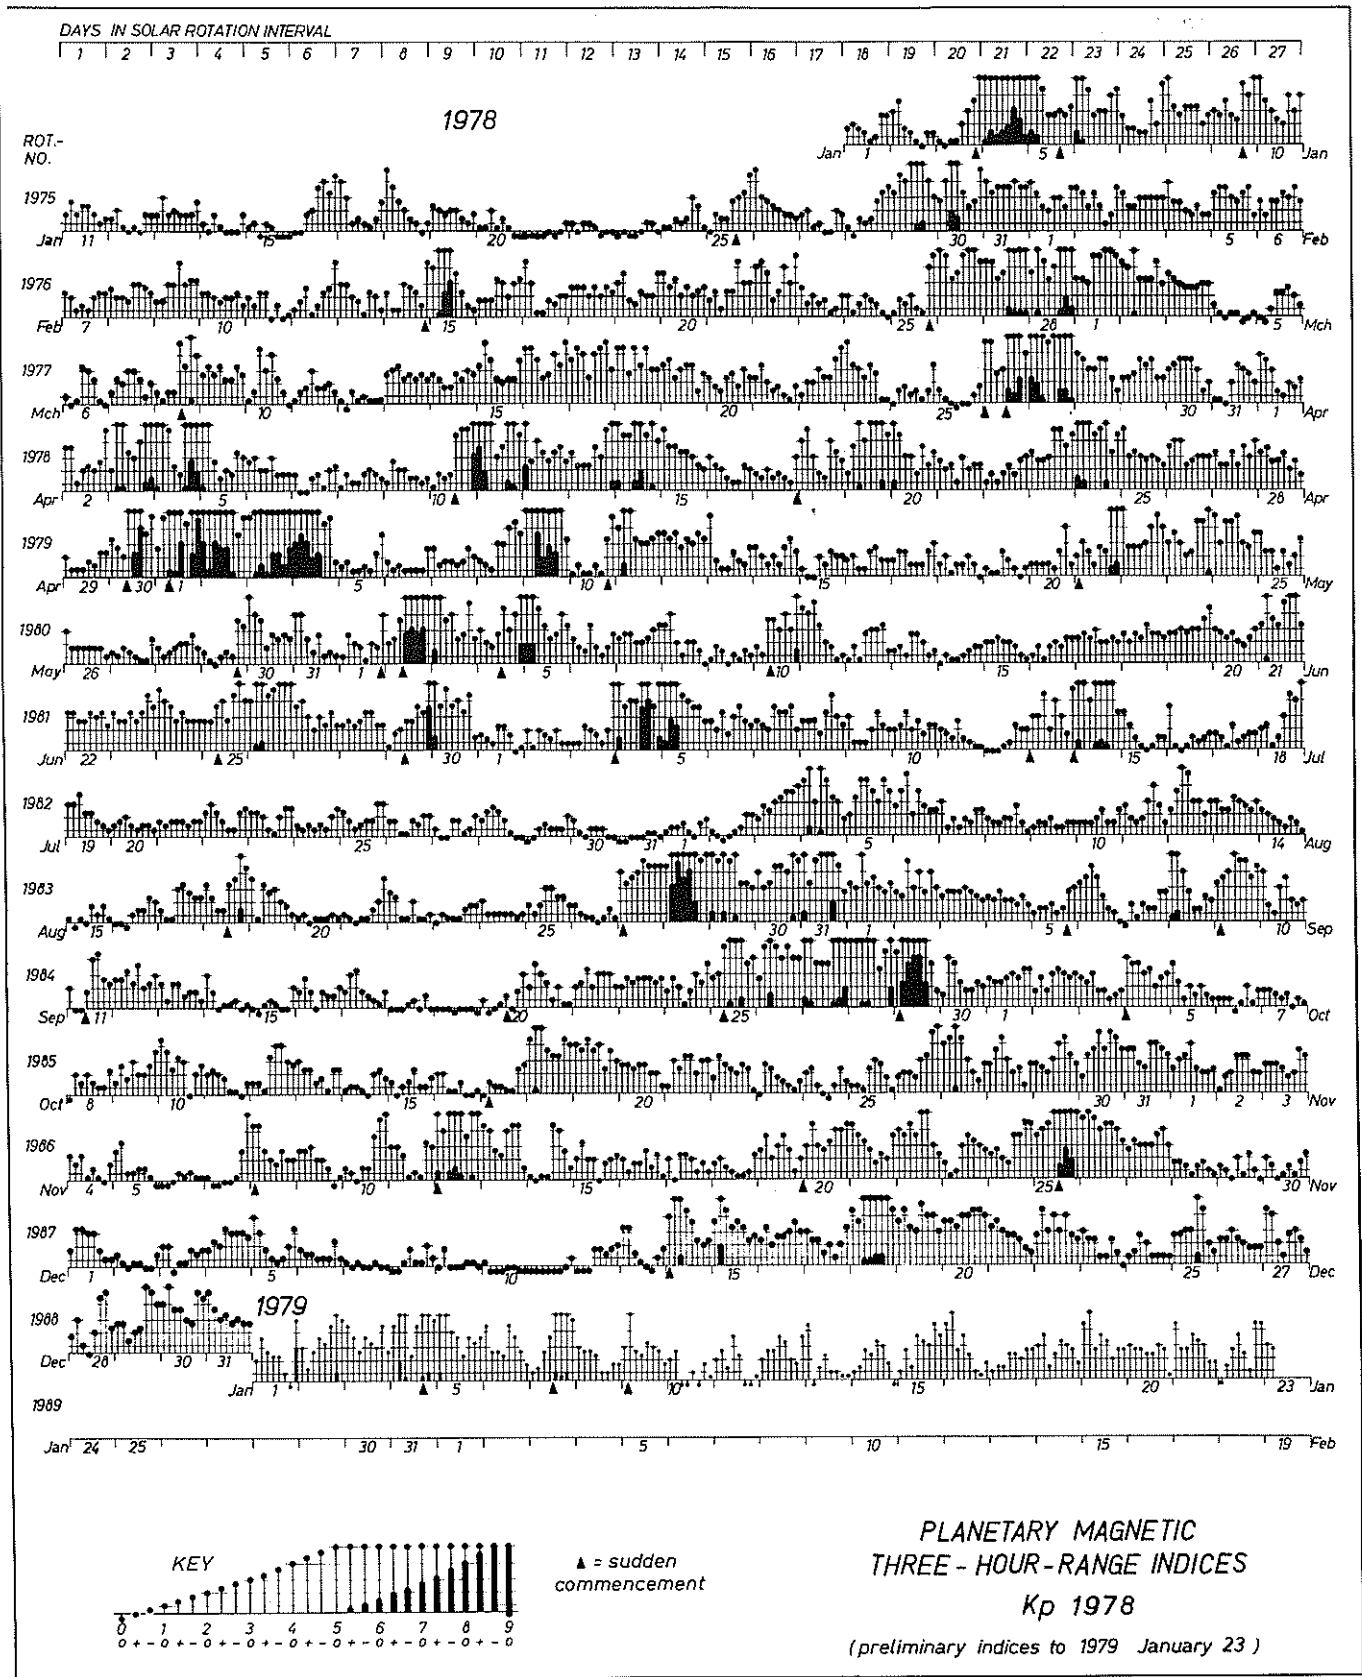 DAYS IN SOLAR ROTATION INTERVAL
1 2 3 4 5 6 7 8 9 10 11 12 13 14 15 16 17 18 19 20 21 22 23 24 25 26 27
1978
ROT.-
NO.
Jan 1 5 10 Jan
1975
Jan 11 15 20 25 30 31 1 5 6 Feb
1976
Feb 7 10 15 20 25 28 1 5 Mch
1977
Mch 6 10 15 20 25 30 31 1 Apr
1978
Apr 2 5 10 15 20 25 28 Apr
1979
Apr 29 30 1 5 10 15 20 25 May
1980
May 26 30 31 1 5 10 15 20 21 Jun
1981
Jun 22 25 30 1 5 10 15 18 Jul
1982
Jul 19 20 25 30 31 1 5 10 14 Aug
1983
Aug 15 20 25 30 31 1 5 10 Sep
1984
Sep 11 15 20 25 30 1 5 7 Oct
1985
Oct 8 10 15 20 25 30 31 1 2 3 Nov
1986
Nov 4 5 10 15 20 25 30 Nov
1987
Dec 1 5 10 15 20 25 27 Dec
1988
1979
Dec 28 30 31
Jan 1 5 10 15 20 23 Jan
1989
Jan 24 25 30 31 1 5 10 15 19 Feb
KEY
0 1 2 3 4 5 6 7 8 9
o + - o + - o + - o + - o + - o + - o + - o + - o + - o
▲ = sudden
commencement
PLANETARY MAGNETIC
THREE-HOUR-RANGE INDICES
Kp 1978
(preliminary indices to 1979 January 23)